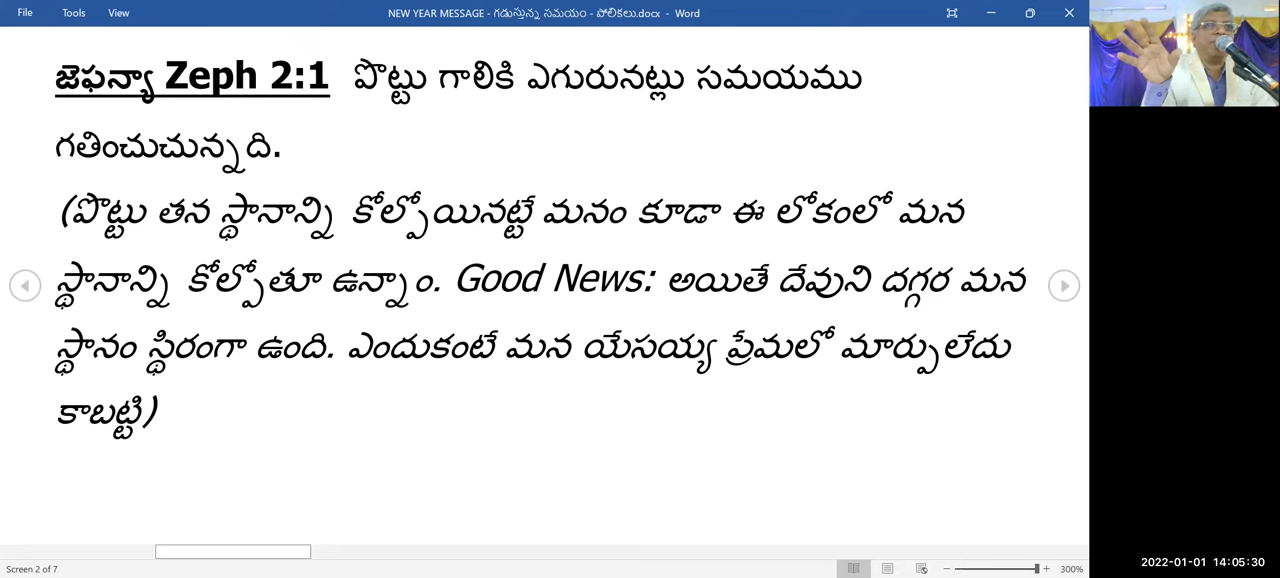 File Tools View NEW YEAR MESSAGE - గడుస్తున్న సమయం - పోలికలు.docx - Word
జెఫన్యా Zeph 2:1 పొట్టు గాలికి ఎగురునట్లు సమయము
గతించుచున్నది.
(పొట్టు తన స్థానాన్ని కోల్పోయినట్టే మనం కూడా ఈ లోకంలో మన
స్థానాన్ని కోల్పోతూ ఉన్నాం. Good News: అయితే దేవుని దగ్గర మన
స్థానం స్థిరంగా ఉంది. ఎందుకంటే మన యేసయ్య ప్రేమలో మార్పులేదు
కాబట్టి)
2022-01-01 14:05:30
Screen 2 of 7 300%